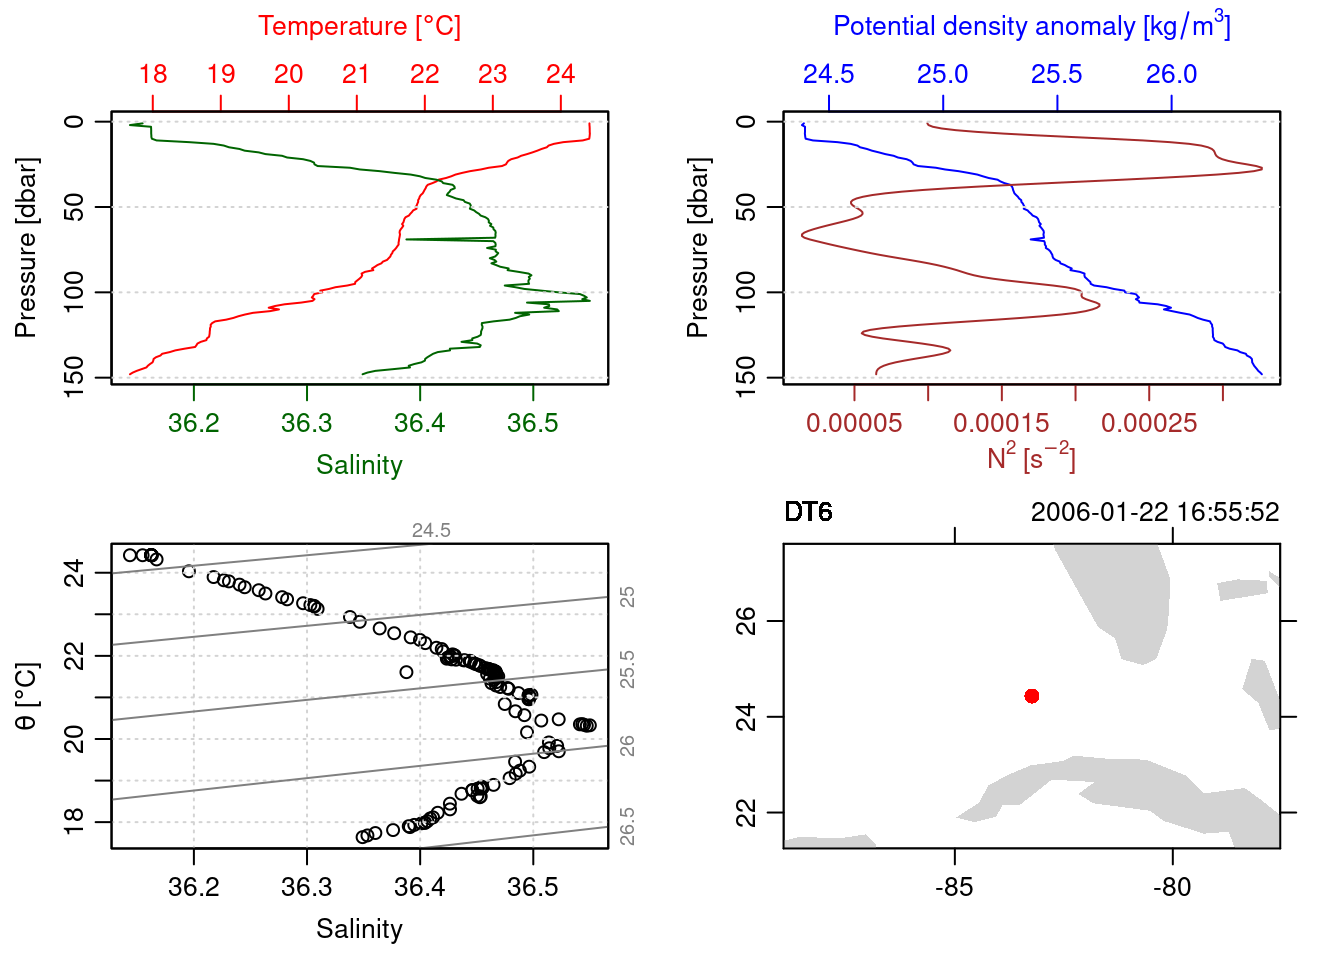 Temperature [°C]
18 19 20 21 22 23 24
Pressure [dbar]
0
50
100
150
36.2 36.3 36.4 36.5
Salinity
Potential density anomaly [kg/m³]
24.5 25.0 25.5 26.0
Pressure [dbar]
0
50
100
150
0.00005 0.00015 0.00025
N² [s⁻²]
24.5
25
25.5
26
26.5
θ [°C]
24
22
20
18
36.2 36.3 36.4 36.5
Salinity
DT6 2006-01-22 16:55:52
26
24
22
-85 -80